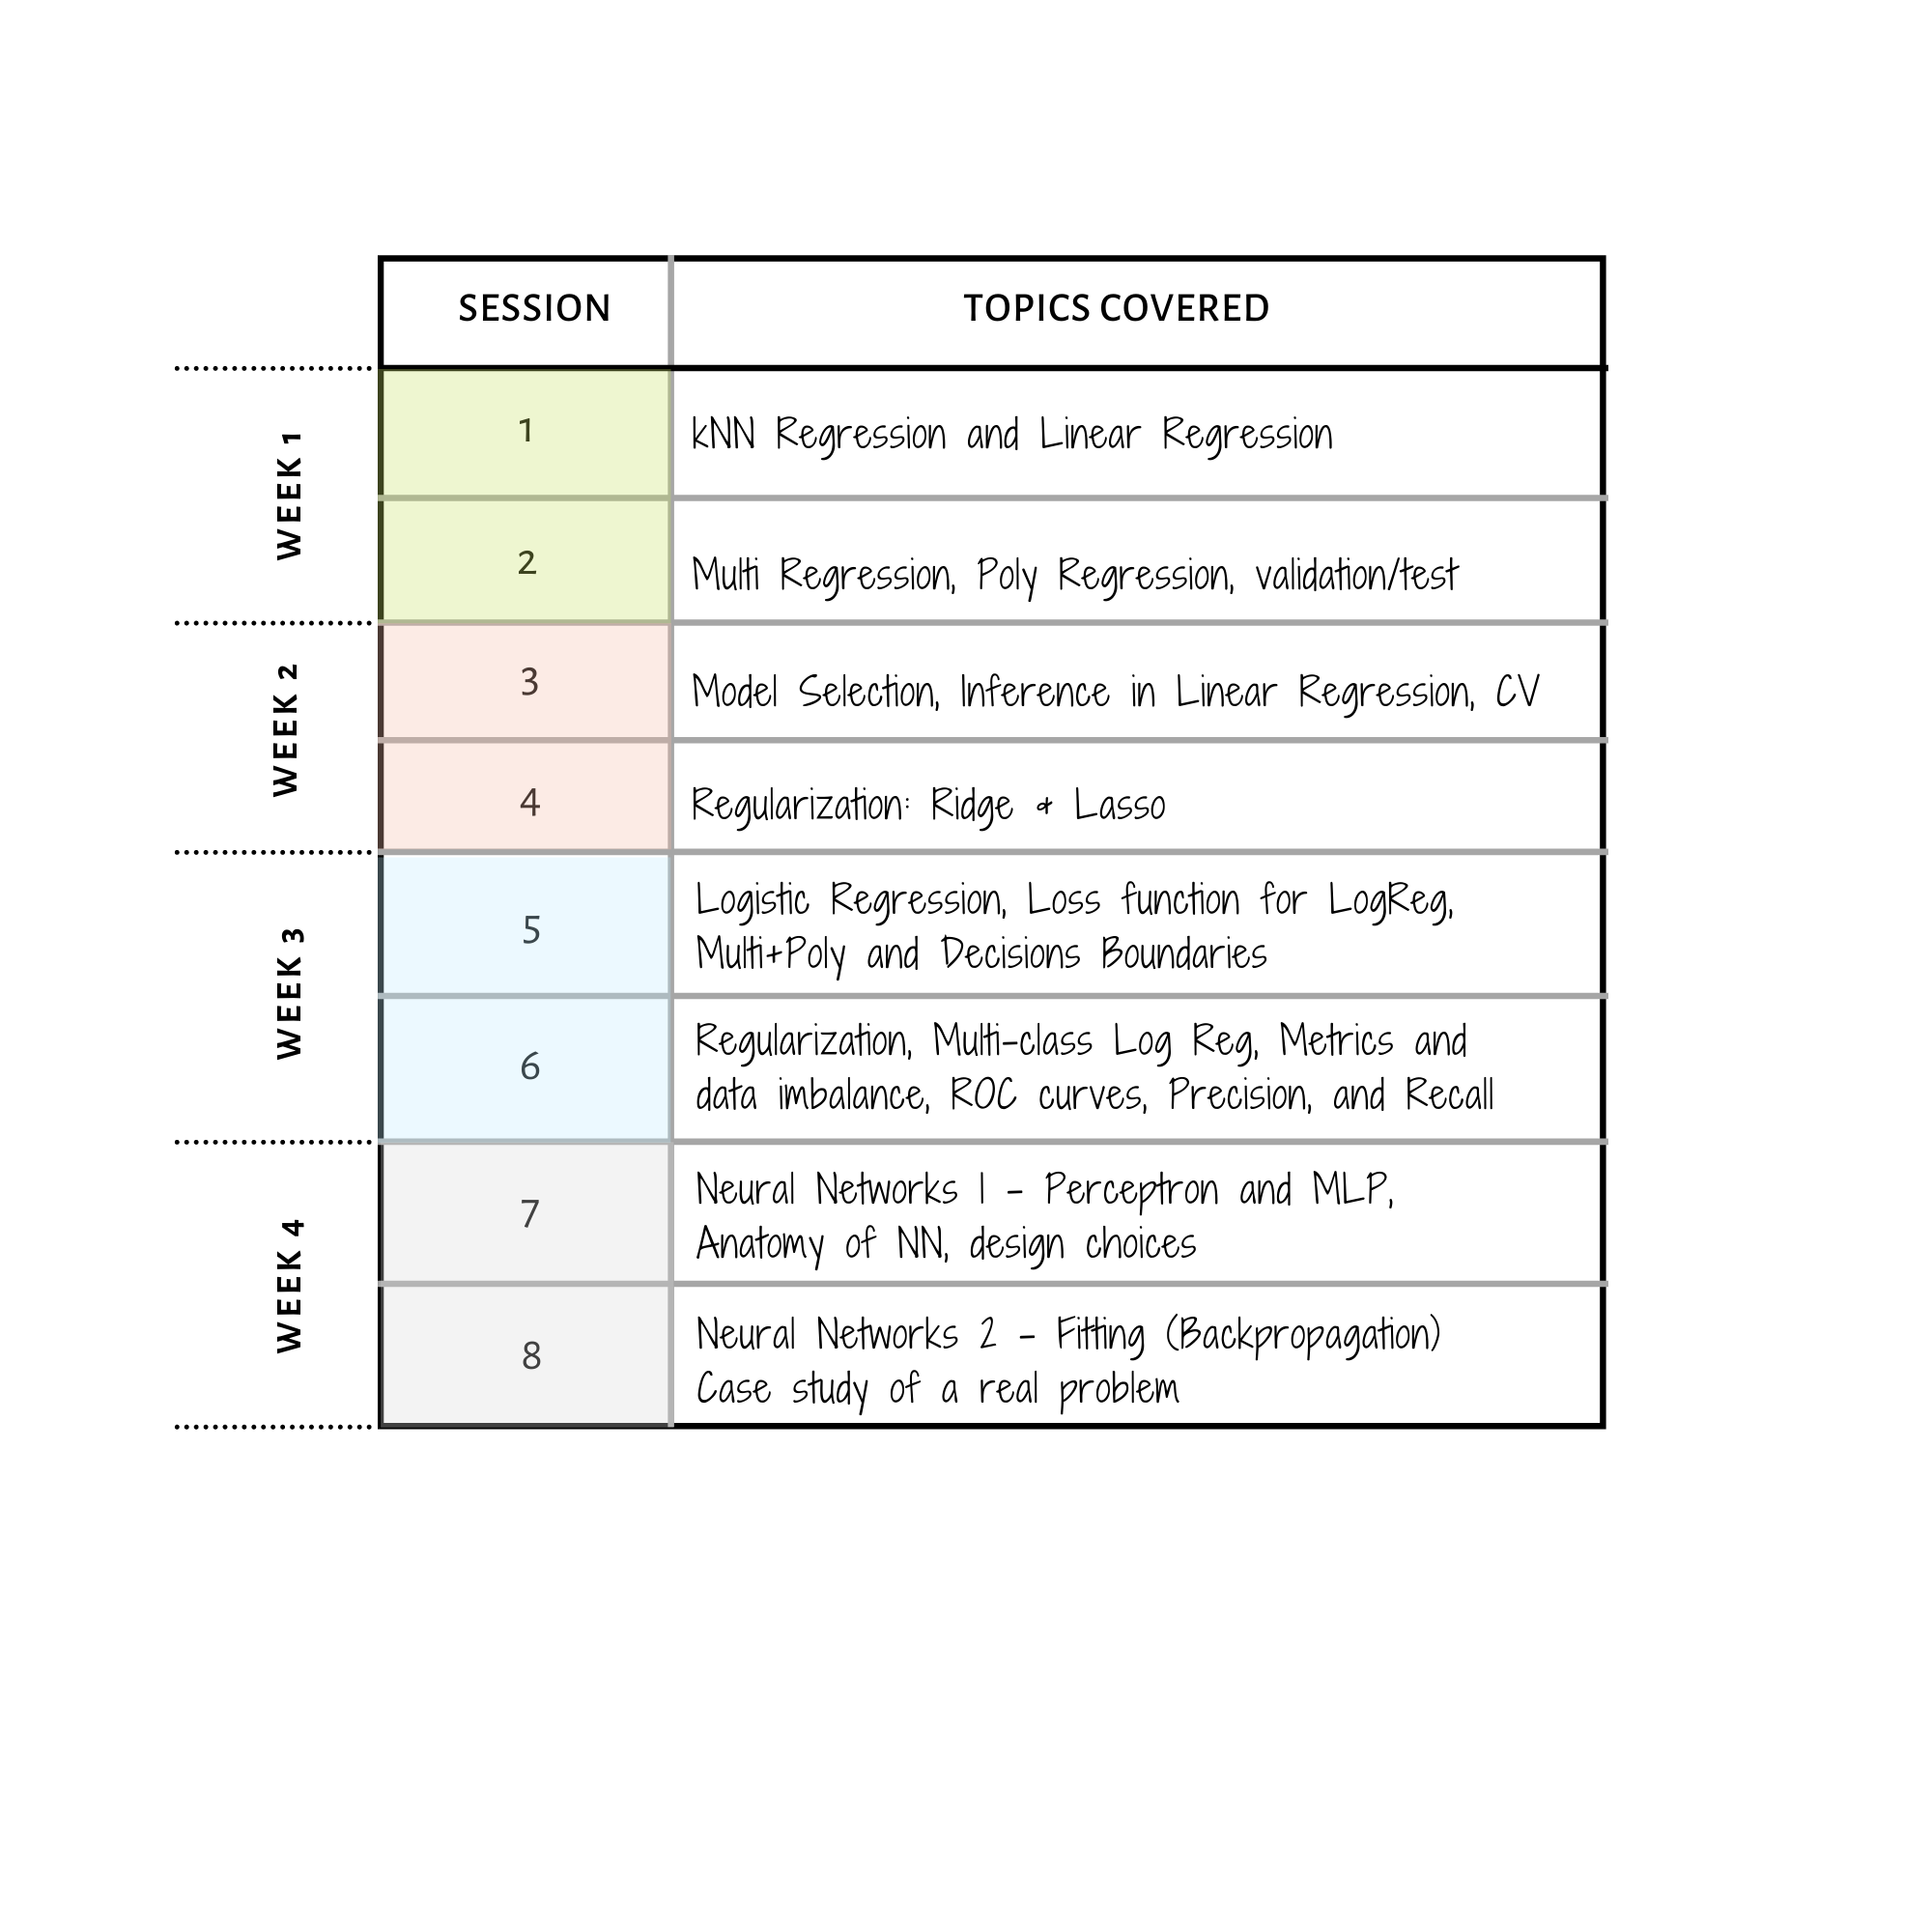 SESSION TOPICS COVERED
WEEK 1
1 kNN Regression and Linear Regression
2 Multi Regression, Poly Regression, validation/test
WEEK 2
3 Model Selection, Inference in Linear Regression, CV
4 Regularization: Ridge & Lasso
WEEK 3
5 Logistic Regression, Loss function for LogReg,
Multi+Poly and Decisions Boundaries
6 Regularization, Multi-class Log Reg, Metrics and
data imbalance, ROC curves, Precision, and Recall
WEEK 4
7 Neural Networks 1 - Perceptron and MLP,
Anatomy of NN, design choices
8 Neural Networks 2 - Fitting (Backpropagation)
Case study of a real problem